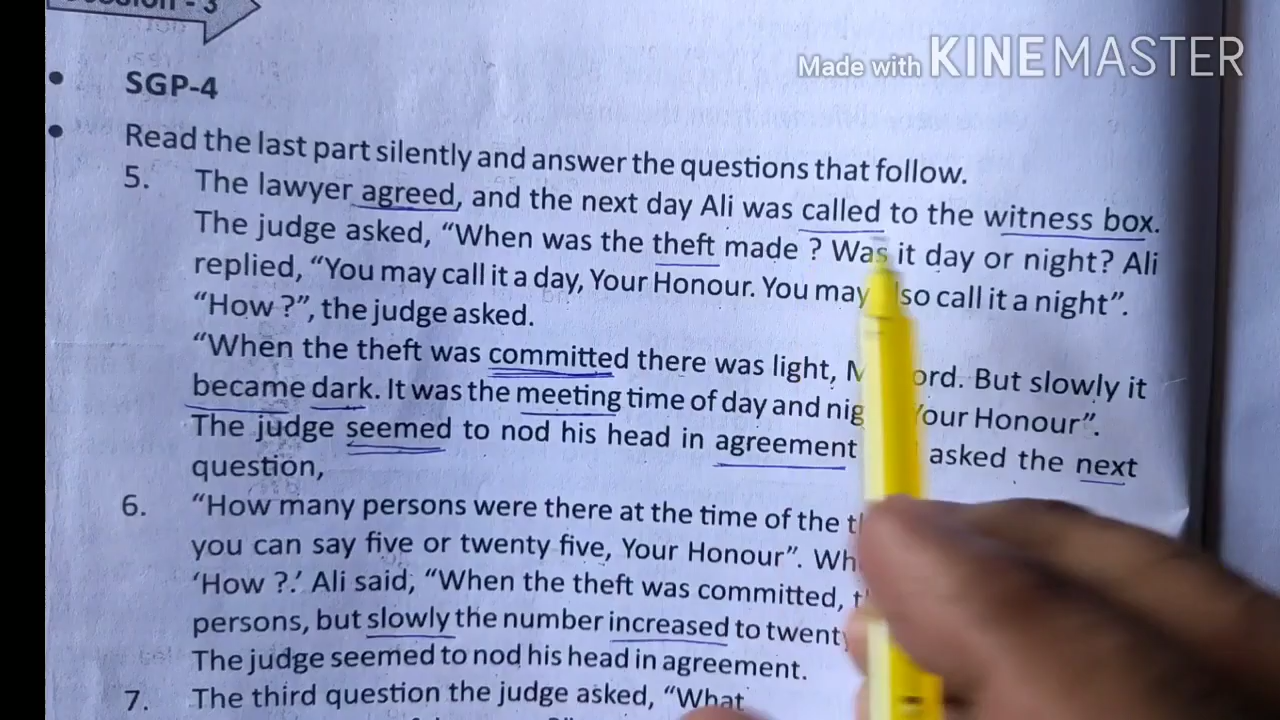 - 3
Made with KINEMASTER
• SGP-4
• Read the last part silently and answer the questions that follow.
5. The lawyer agreed, and the next day Ali was called to the witness box.
The judge asked, “When was the theft made ? Was it day or night? Ali
replied, “You may call it a day, Your Honour. You may so call it a night”.
“How ?”, the judge asked.
“When the theft was committed there was light, ord. But slowly it
became dark. It was the meeting time of day and nig our Honour”.
The judge seemed to nod his head in agreement asked the next
question,
6. “How many persons were there at the time of the
you can say five or twenty five, Your Honour”. Wh
‘How ?.’ Ali said, “When the theft was committed,
persons, but slowly the number increased to twenty
The judge seemed to nod his head in agreement.
7. The third question the judge asked, “What